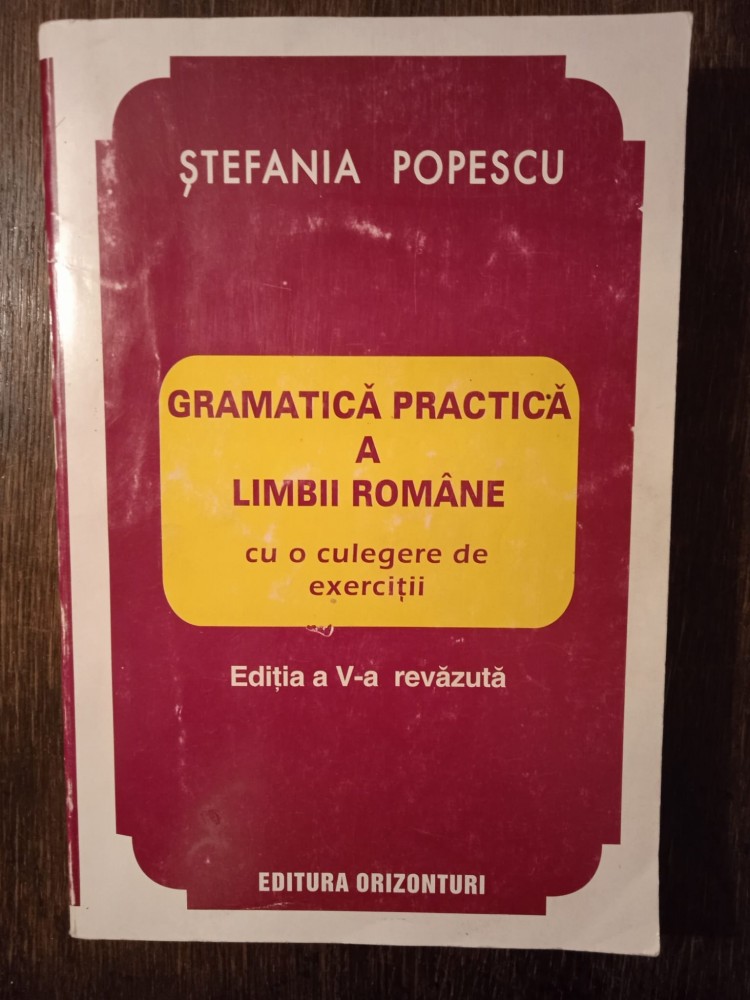 ȘTEFANIA POPESCU
GRAMATICĂ PRACTICĂ
A
LIMBII ROMÂNE
cu o culegere de
exerciții
Ediția a V-a revăzută
EDITURA ORIZONTURI